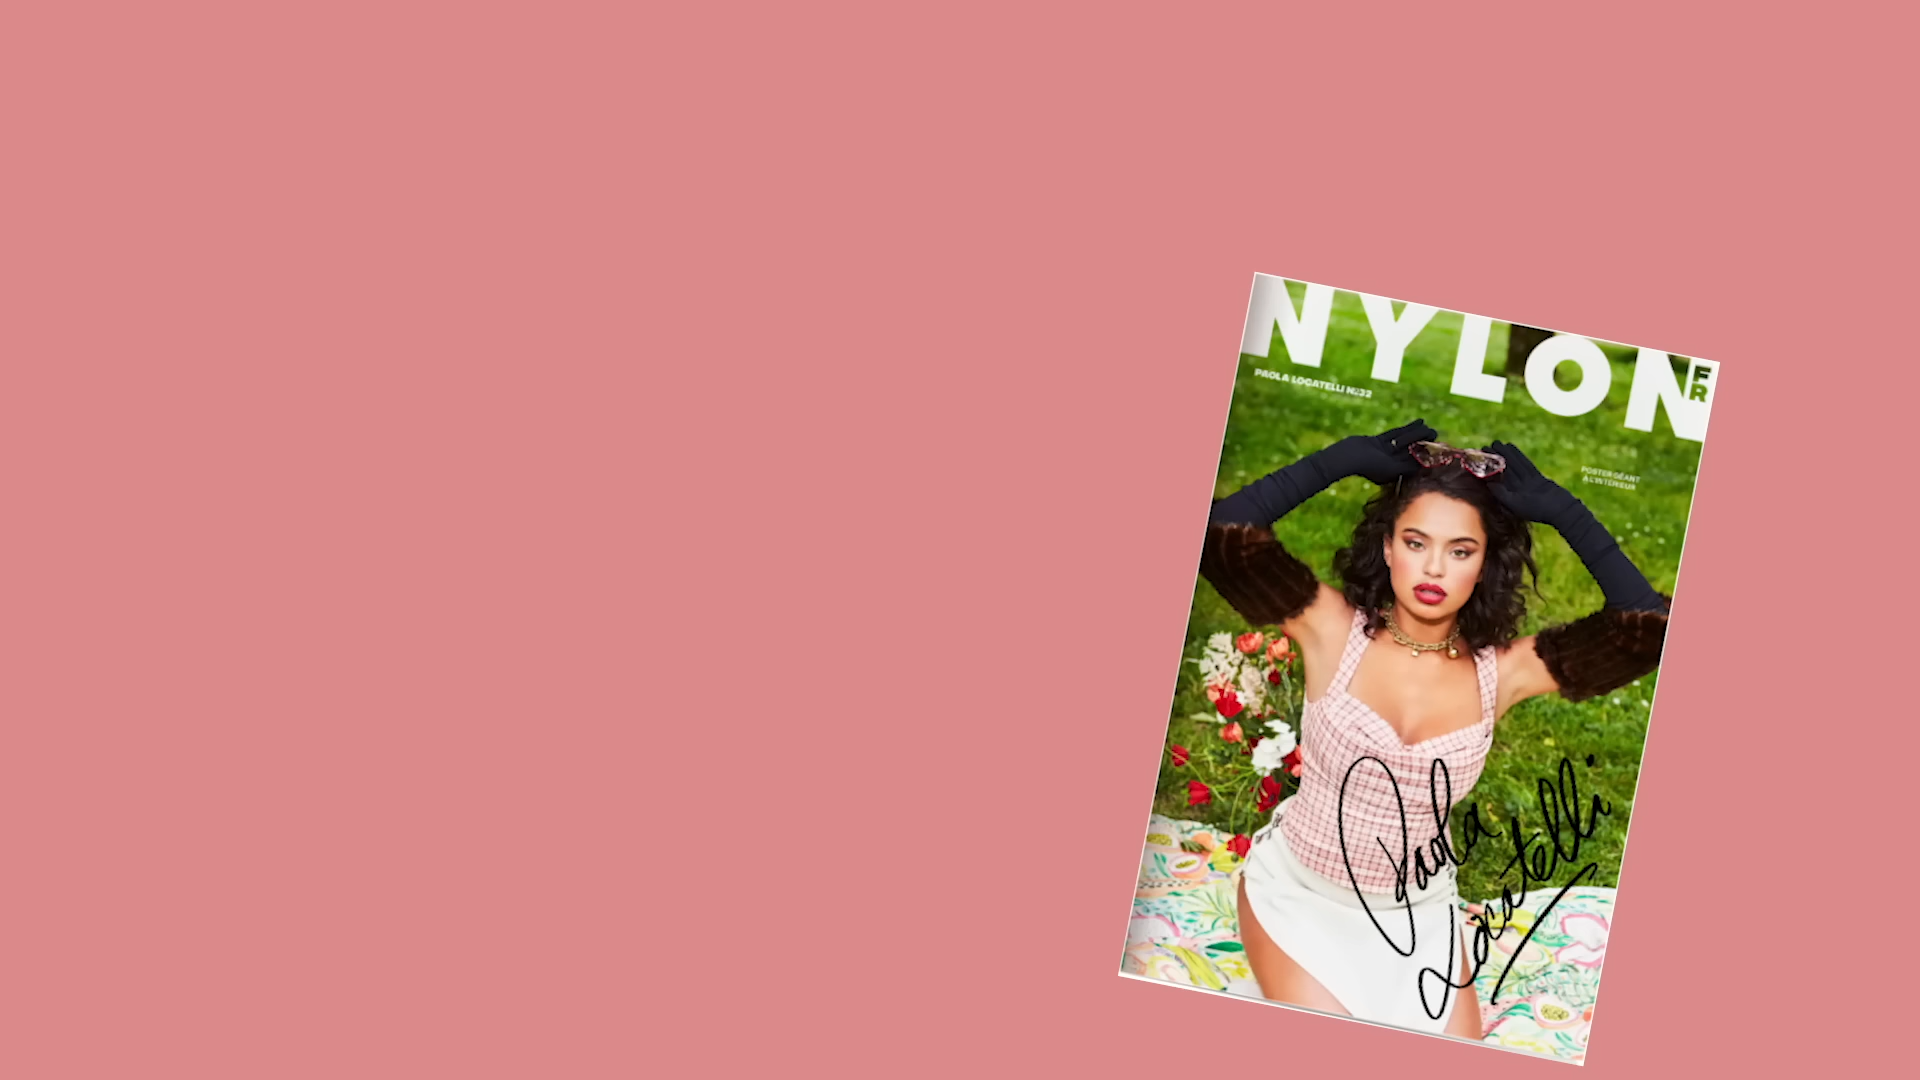 NYLON
FR
PAOLA LOCATELLI N°32
POSTER GÉANT
À L'INTÉRIEUR
Paola
Locatelli